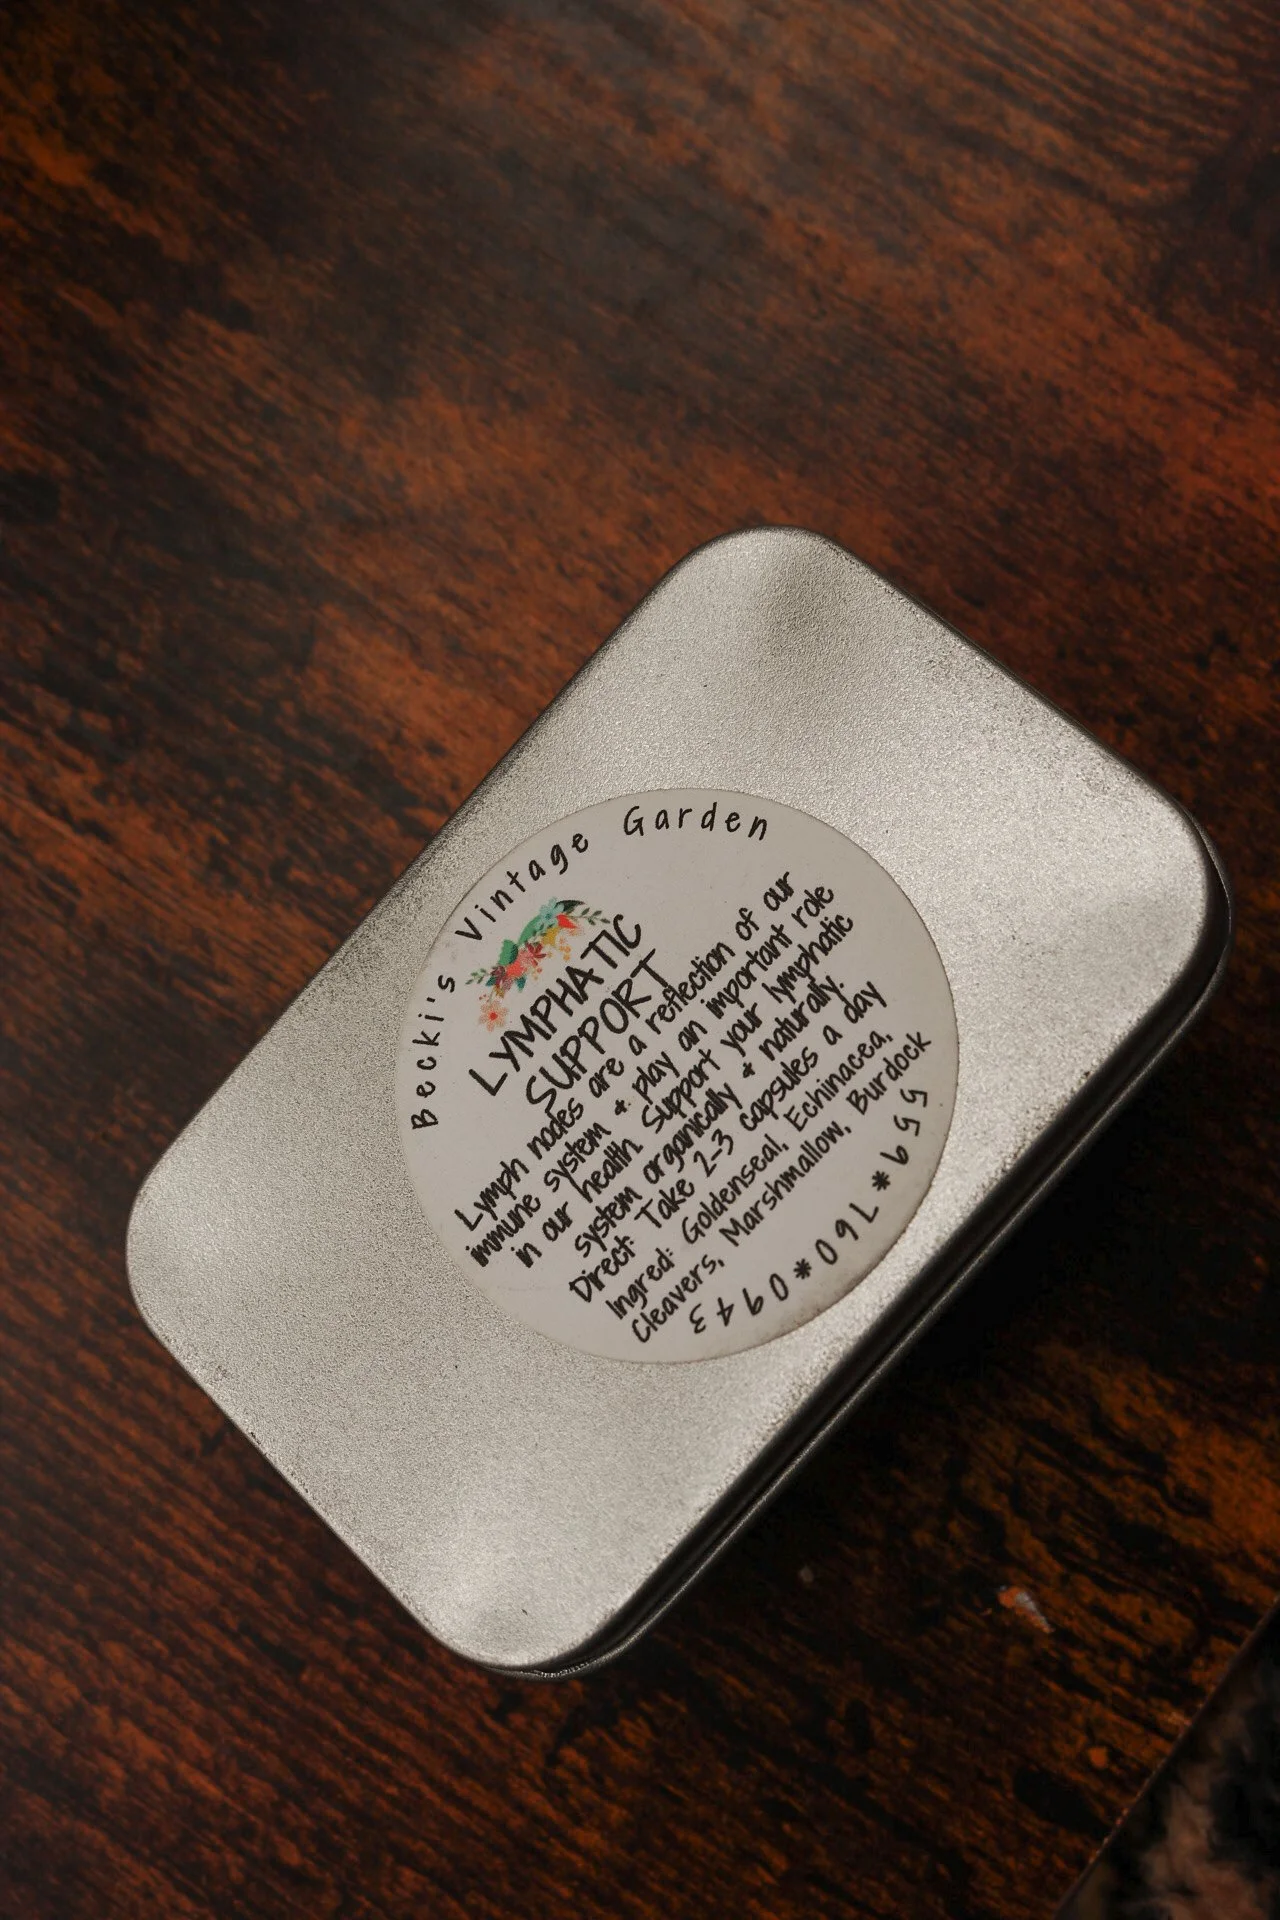 Becki's Vintage Garden
LYMPHATIC
SUPPORT
Lymph nodes are a reflection of our
immune system & play an important role
in our health. Support your lymphatic
system organically & naturally.
Direct: Take 2-3 capsules a day
Ingred: Goldenseal, Echinacea,
Cleavers, Marshmallow, Burdock
559*760*0943